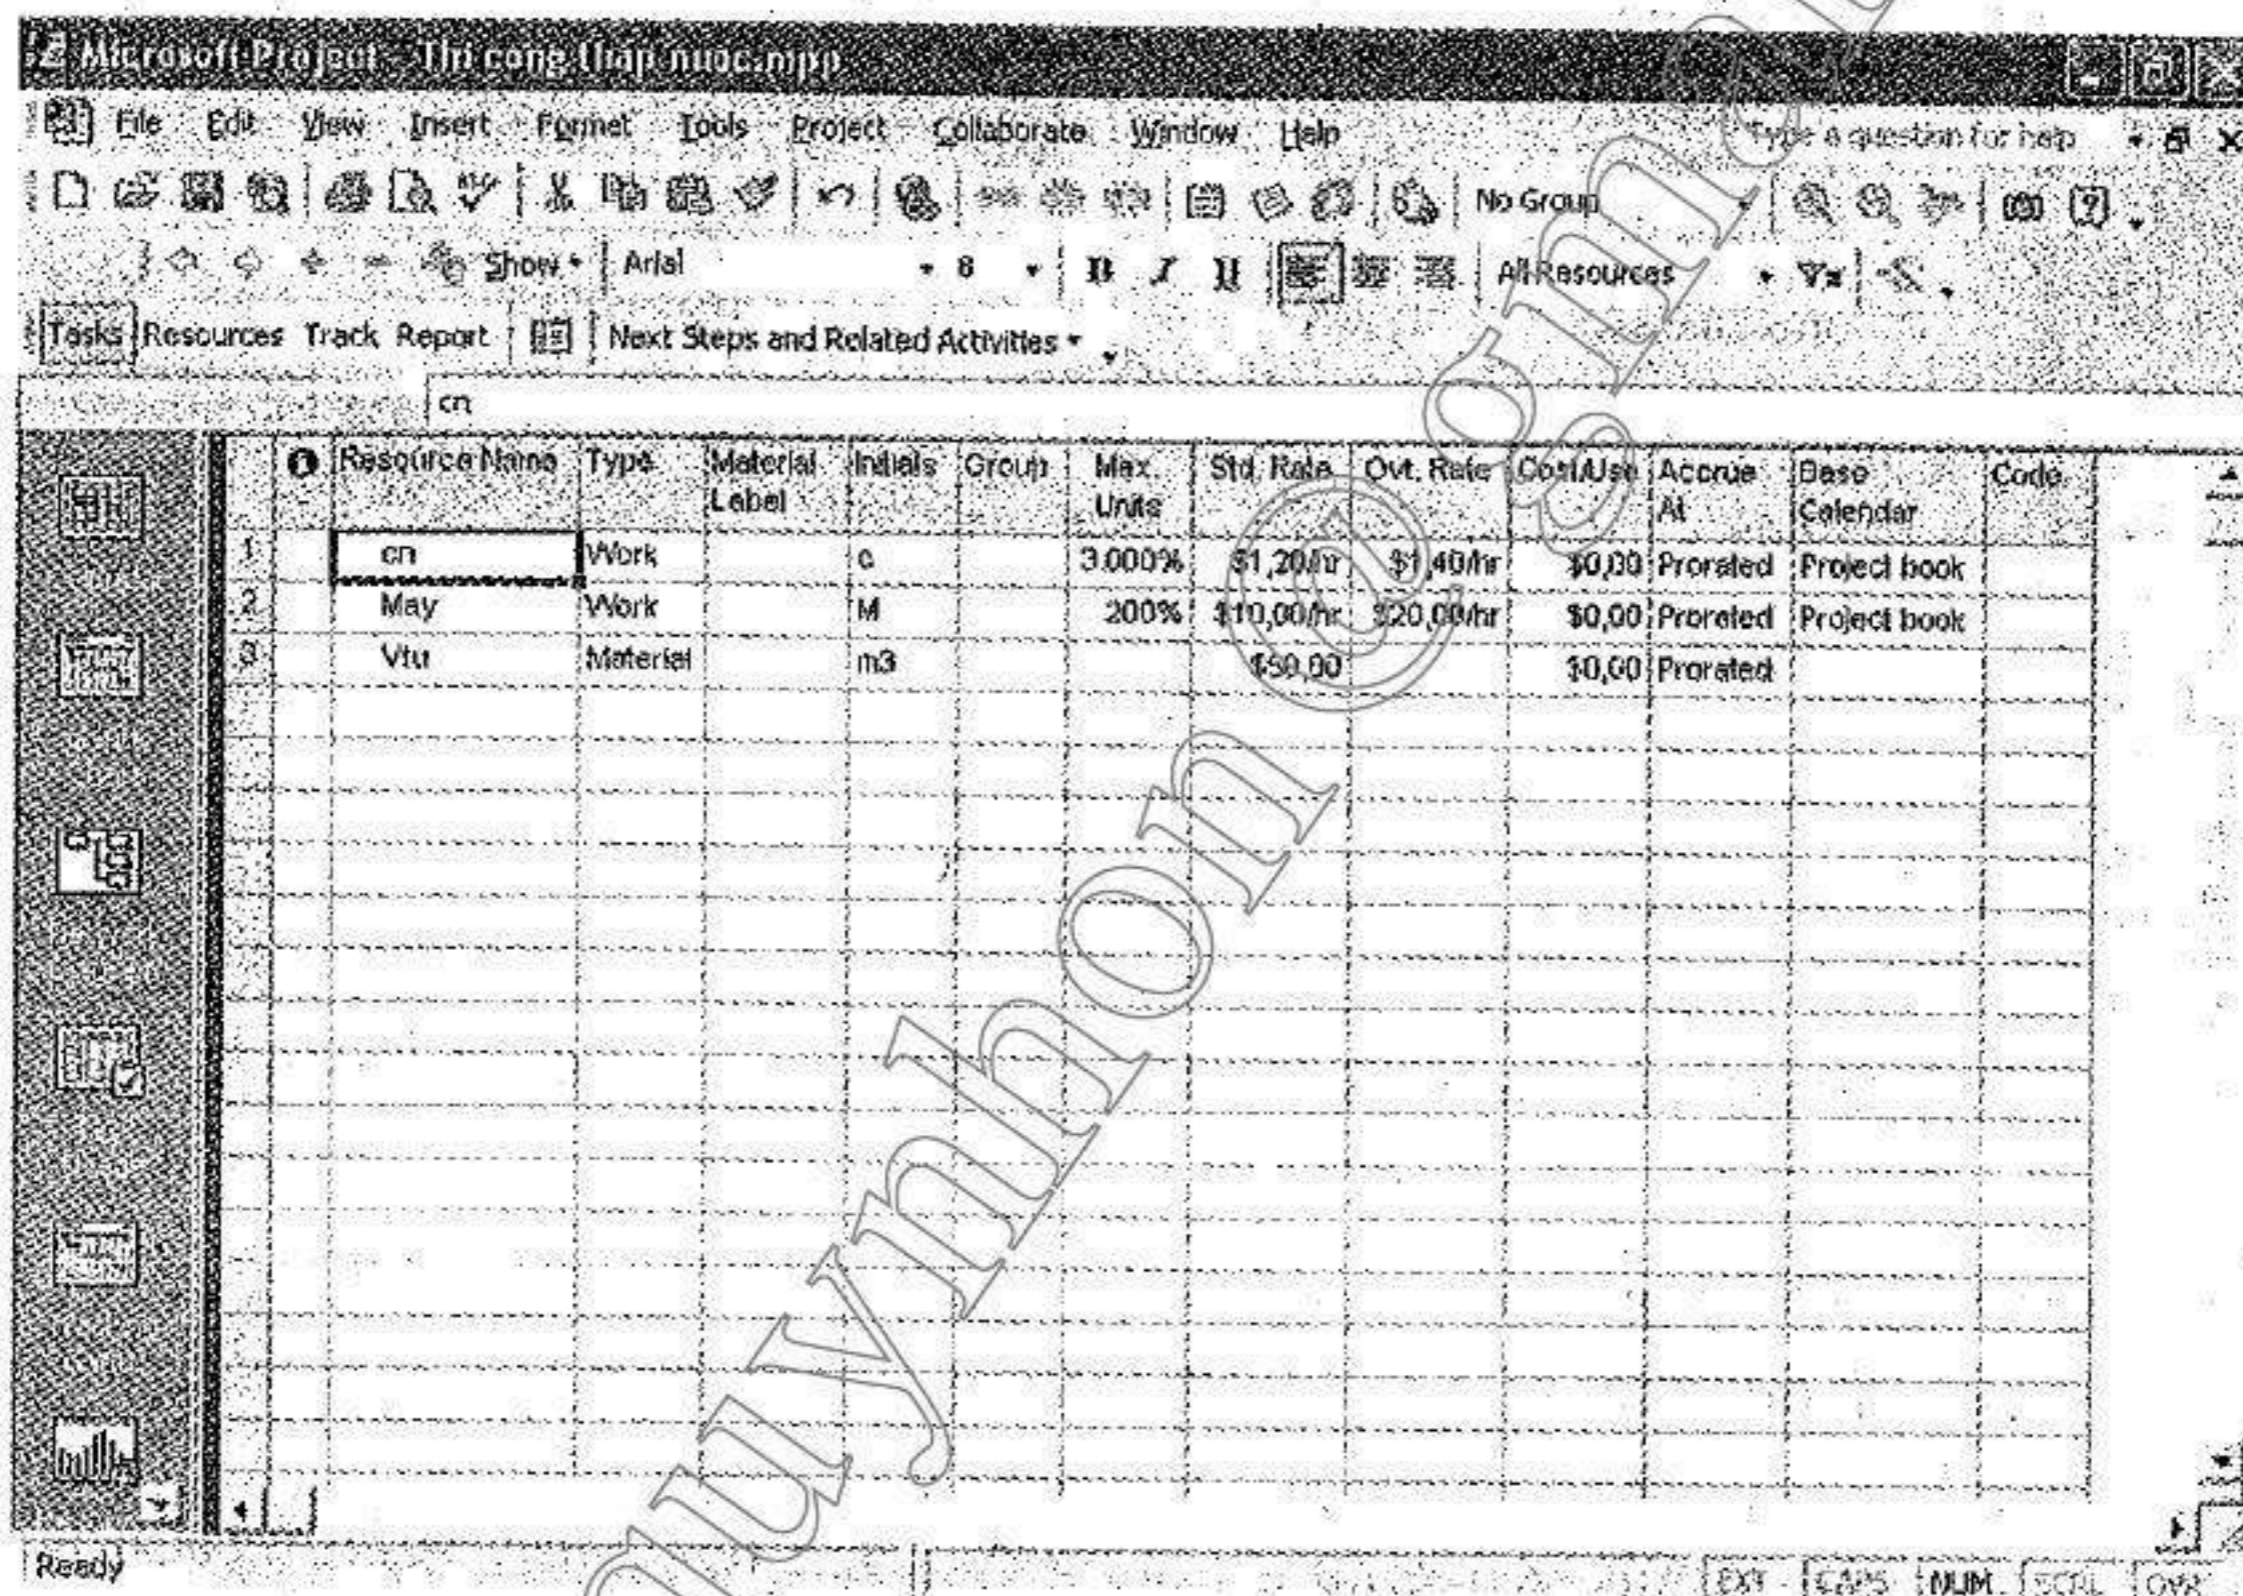 Microsoft Project - Thi cong thap nuoc.mpp
File Edit View Insert Format Tools Project Collaborate Window Help Type a question for help
No Group
Show Arial 8 B I U All Resources
Tasks Resources Track Report Next Steps and Related Activities
cn
Resource Name Type Material Label Initials Group Max. Units Std. Rate Ovt. Rate Cost/Use Accrue At Base Calendar Code
1 cn Work c 3.000% $1,20/hr $1,40/hr $0,00 Prorated Project book
2 May Work M 200% $10,00/hr $20,00/hr $0,00 Prorated Project book
3 Vtu Material m3 $50,00 $0,00 Prorated
Ready EXT CAPS NUM SCRL OVR